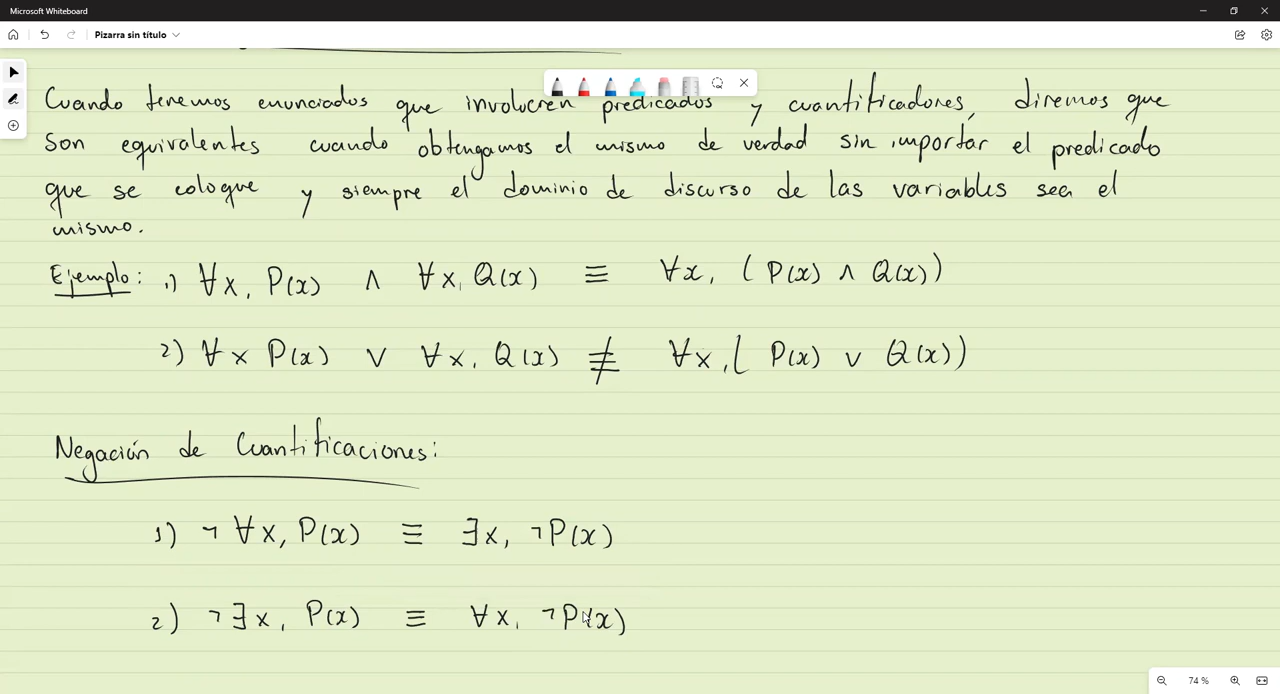 Microsoft Whiteboard
Pizarra sin título
Cuando tenemos enunciados que involucren predicados y cuantificadores, diremos que
son equivalentes cuando obtengamos el mismo de verdad sin importar el predicado
que se coloque y siempre el dominio de discurso de las variables sea el
mismo.
Ejemplo: 1) ∀x, P(x) ∧ ∀x, Q(x) ≡ ∀x, (P(x) ∧ Q(x))
2) ∀x P(x) ∨ ∀x, Q(x) ≢ ∀x, (P(x) ∨ Q(x))
Negación de Cuantificaciones:
1) ¬∀x, P(x) ≡ ∃x, ¬P(x)
2) ¬∃x, P(x) ≡ ∀x, ¬P(x)
74 %